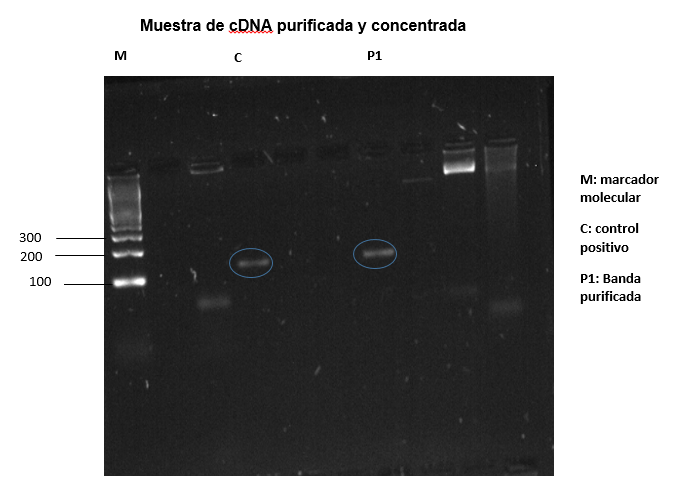 Muestra de cDNA purificada y concentrada
M
C
P1
300
200
100
M: marcador
molecular
C: control
positivo
P1: Banda
purificada